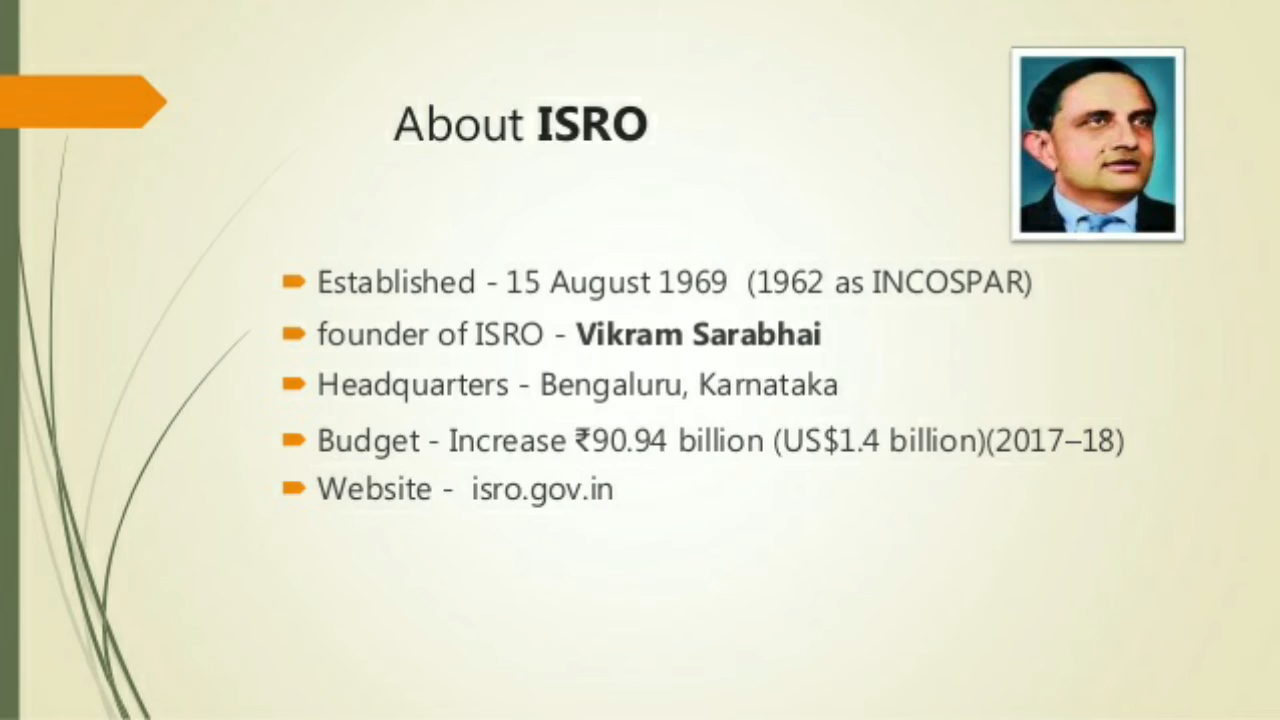 About ISRO
Established - 15 August 1969 (1962 as INCOSPAR)
founder of ISRO - Vikram Sarabhai
Headquarters - Bengaluru, Karnataka
Budget - Increase ₹90.94 billion (US$1.4 billion)(2017–18)
Website - isro.gov.in